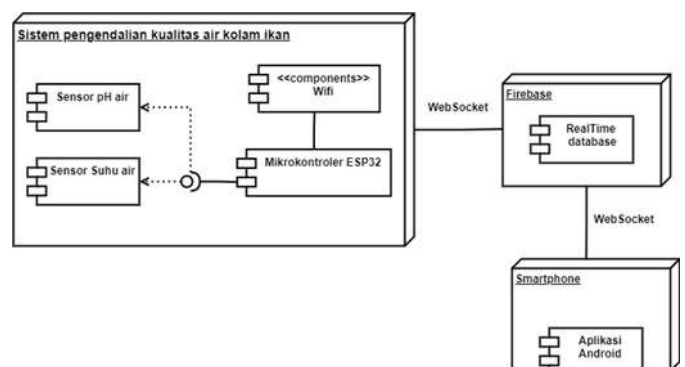 Sistem pengendalian kualitas air kolam ikan
Sensor pH air
<<components>>
Wifi
Sensor Suhu air
Mikrokontroler ESP32
WebSocket
Firebase
RealTime
database
WebSocket
Smartphone
Aplikasi
Android